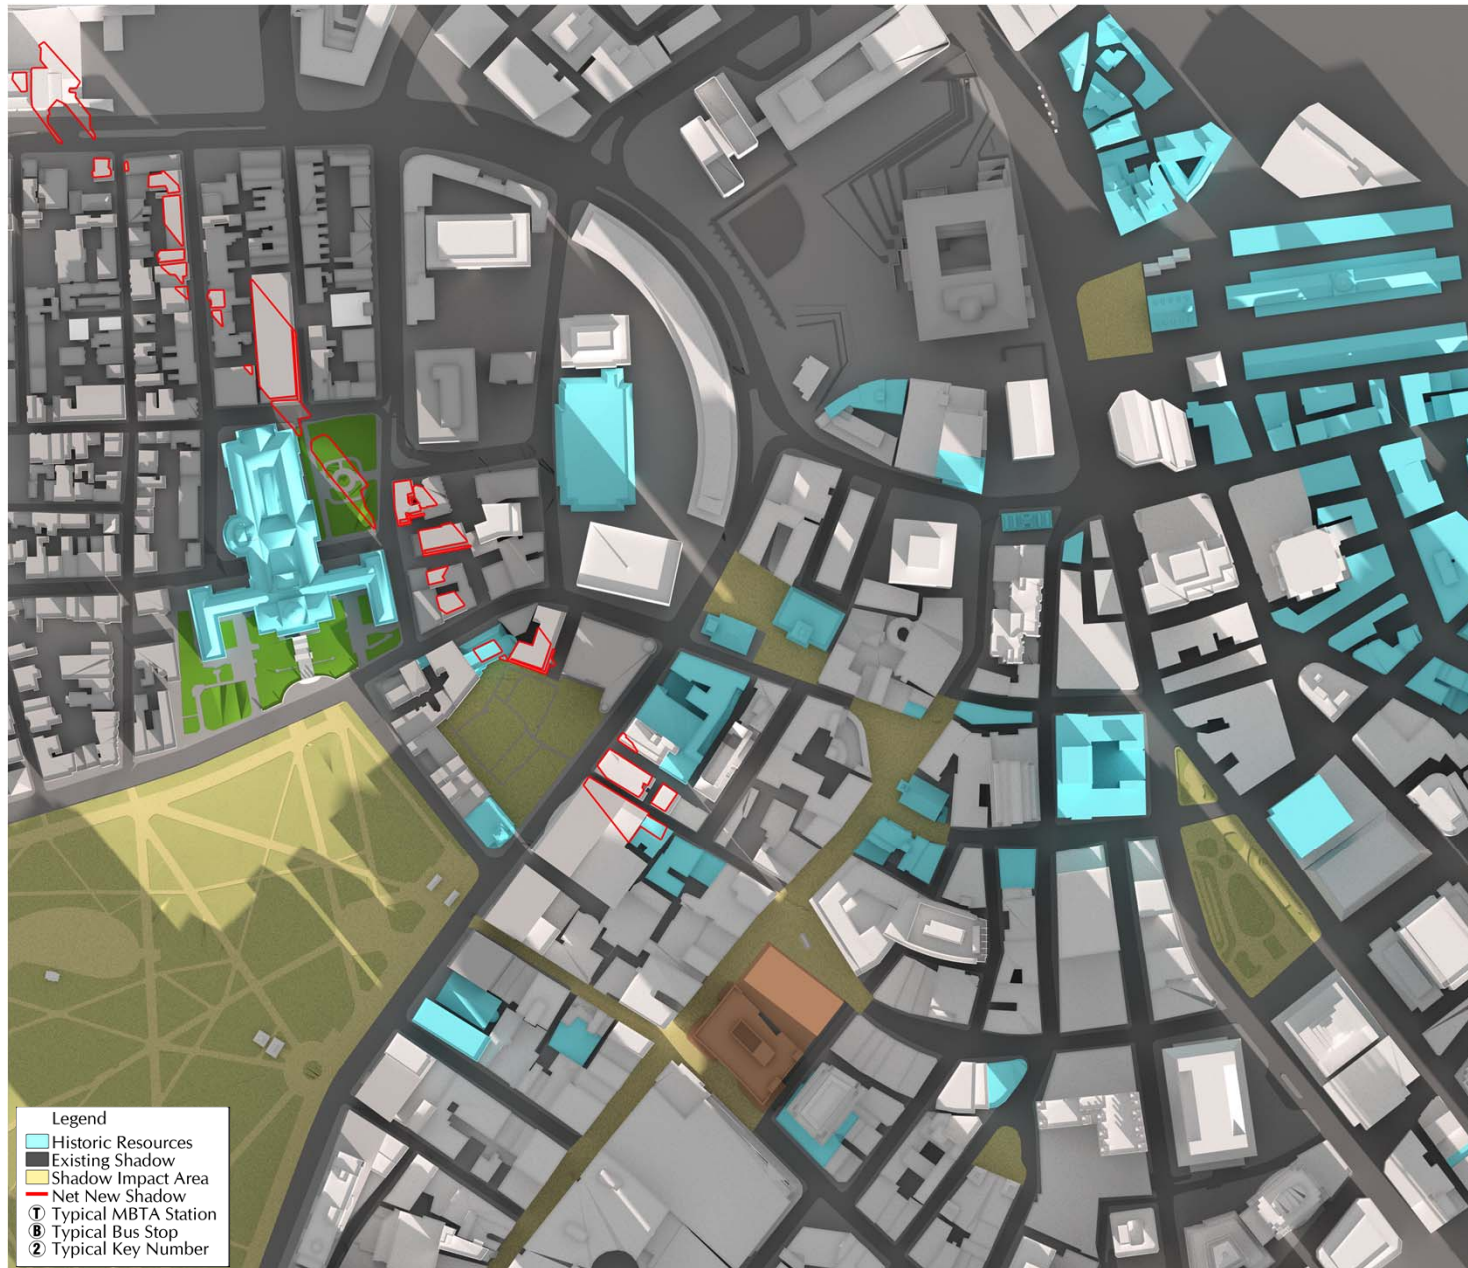 Legend
Historic Resources
Existing Shadow
Shadow Impact Area
Net New Shadow
T Typical MBTA Station
B Typical Bus Stop
2 Typical Key Number